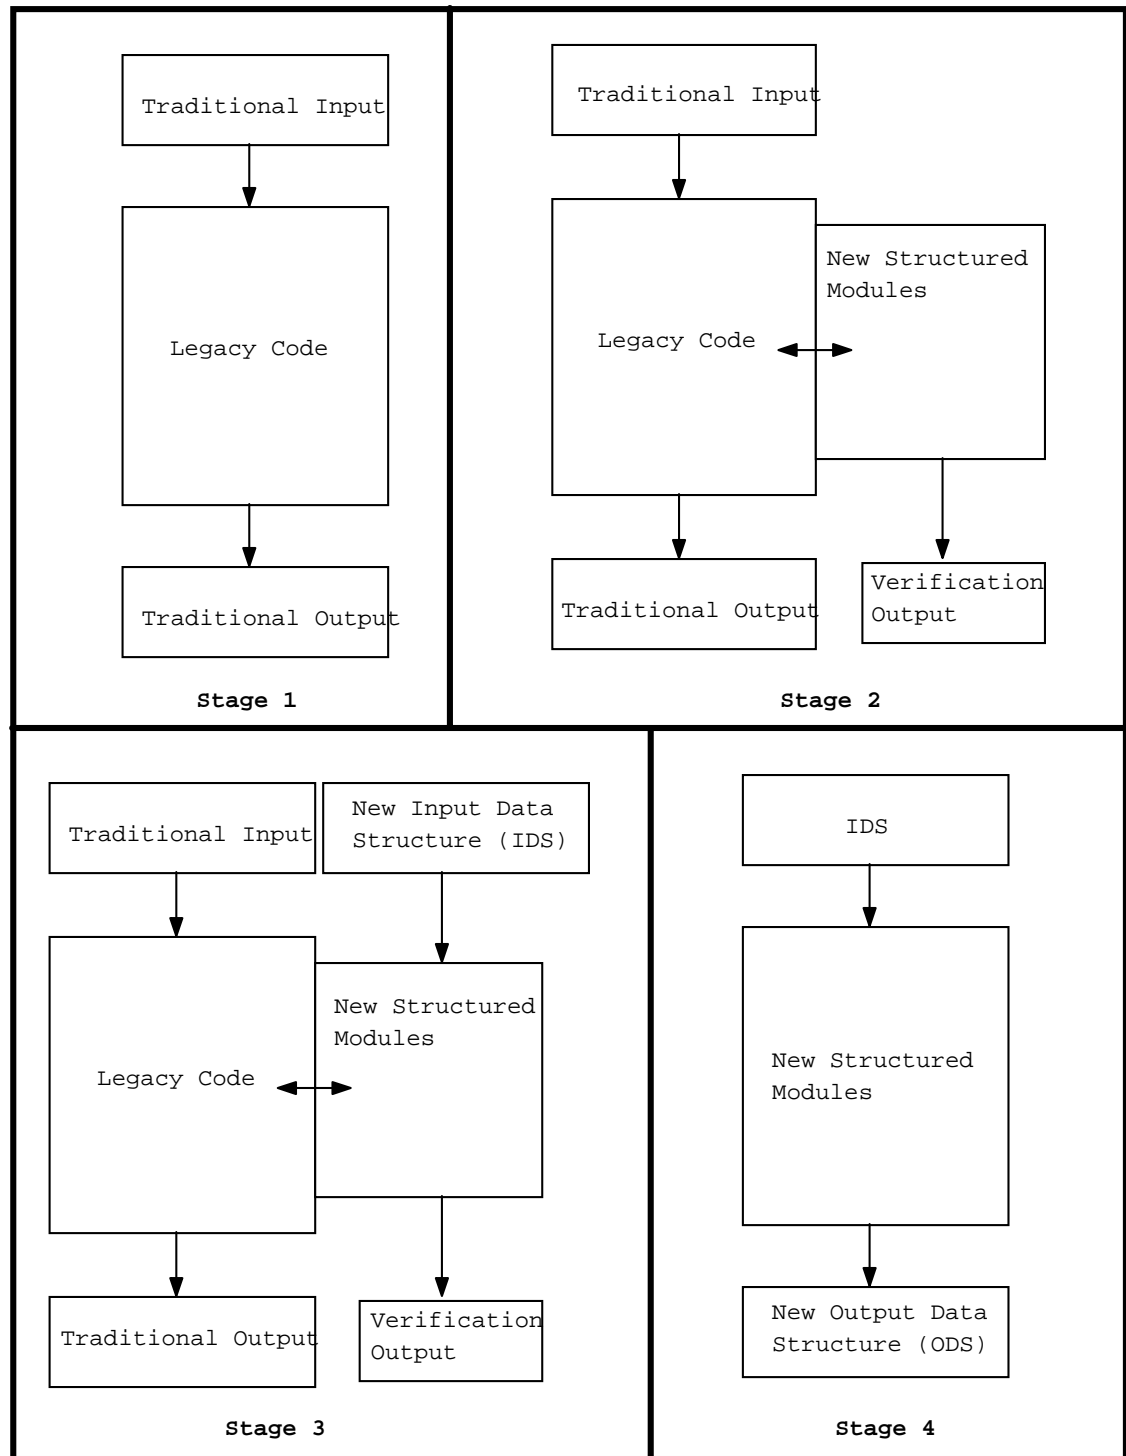 Traditional Input
Legacy Code
Traditional Output
Stage 1
Traditional Input
New Structured
Modules
Legacy Code
Traditional Output
Verification
Output
Stage 2
Traditional Input
New Input Data
Structure (IDS)
New Structured
Modules
Legacy Code
Traditional Output
Verification
Output
Stage 3
IDS
New Structured
Modules
New Output Data
Structure (ODS)
Stage 4